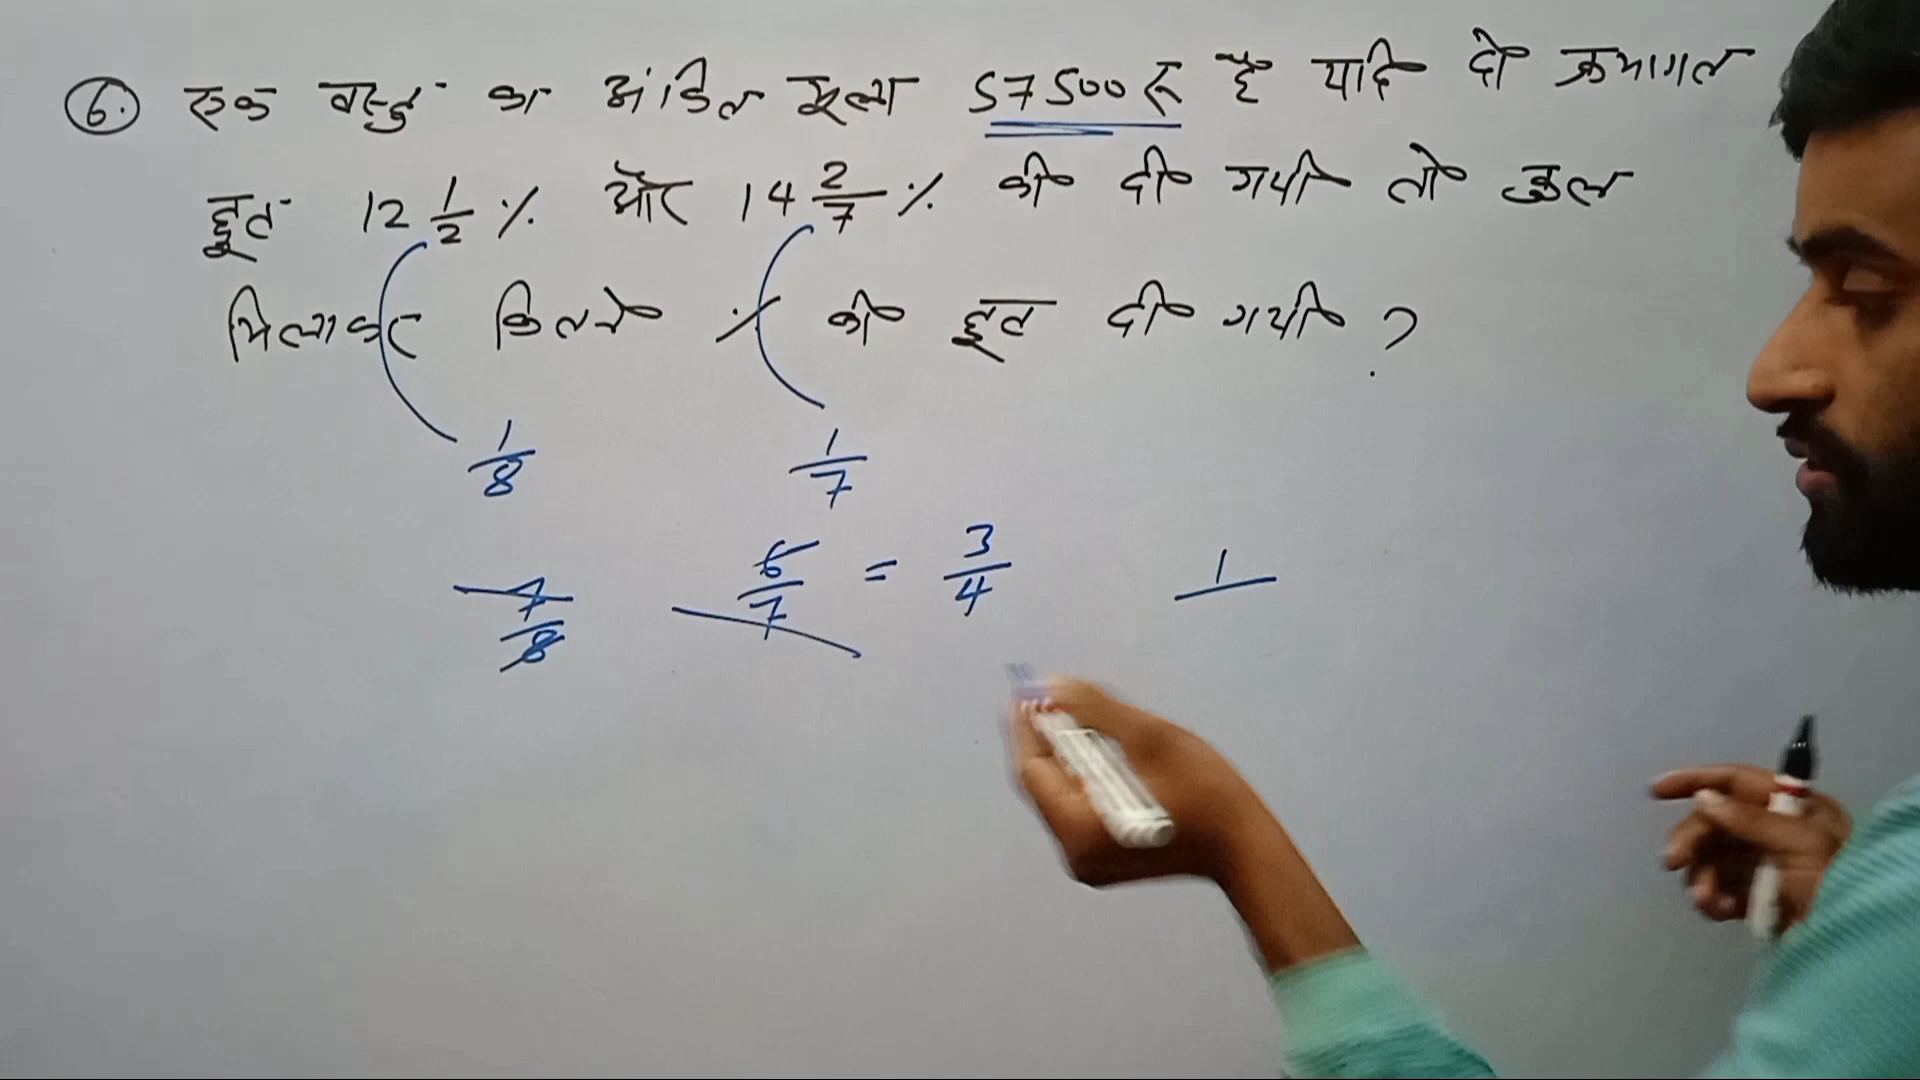 6. एक वस्तु का अंकित मूल्य 57500 रु है यदि दो क्रमागत
छूट 12 1/2 % और 14 2/7 % की दी गयी तो कुल
मिलाकर कितने % की छूट दी गयी ?
1/8 1/7
7/8 6/7 = 3/4 1